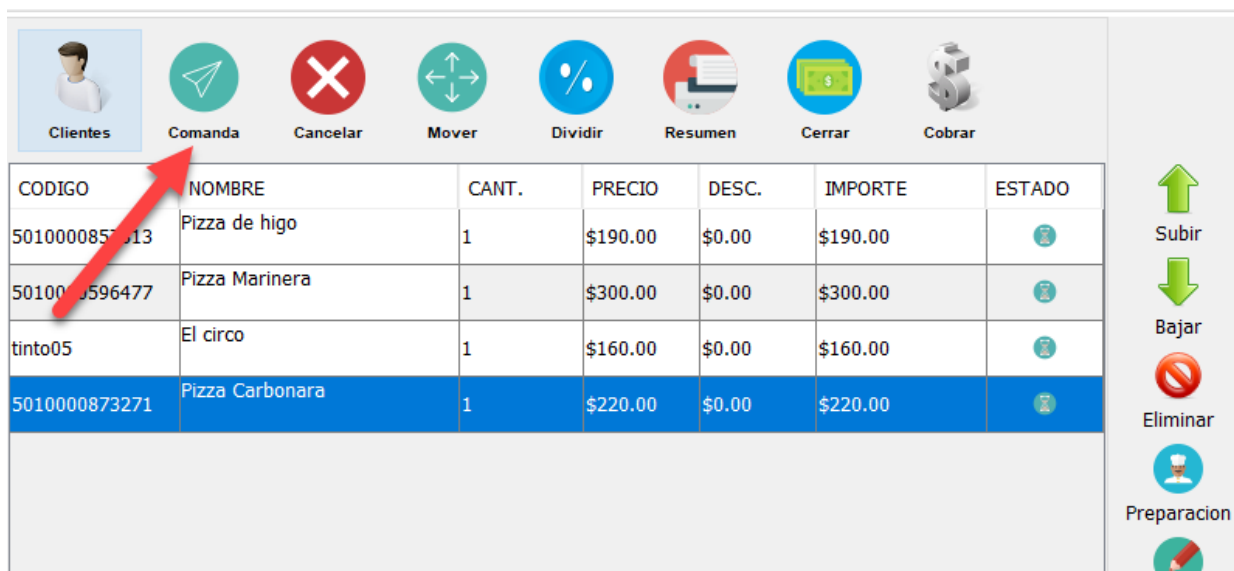 Clientes Comanda Cancelar Mover Dividir Resumen Cerrar Cobrar
CODIGO NOMBRE CANT. PRECIO DESC. IMPORTE ESTADO
Pizza de higo 1 $190.00 $0.00 $190.00
5010000596477 Pizza Marinera 1 $300.00 $0.00 $300.00
tinto05 El circo 1 $160.00 $0.00 $160.00
5010000873271 Pizza Carbonara 1 $220.00 $0.00 $220.00
Subir
Bajar
Eliminar
Preparacion